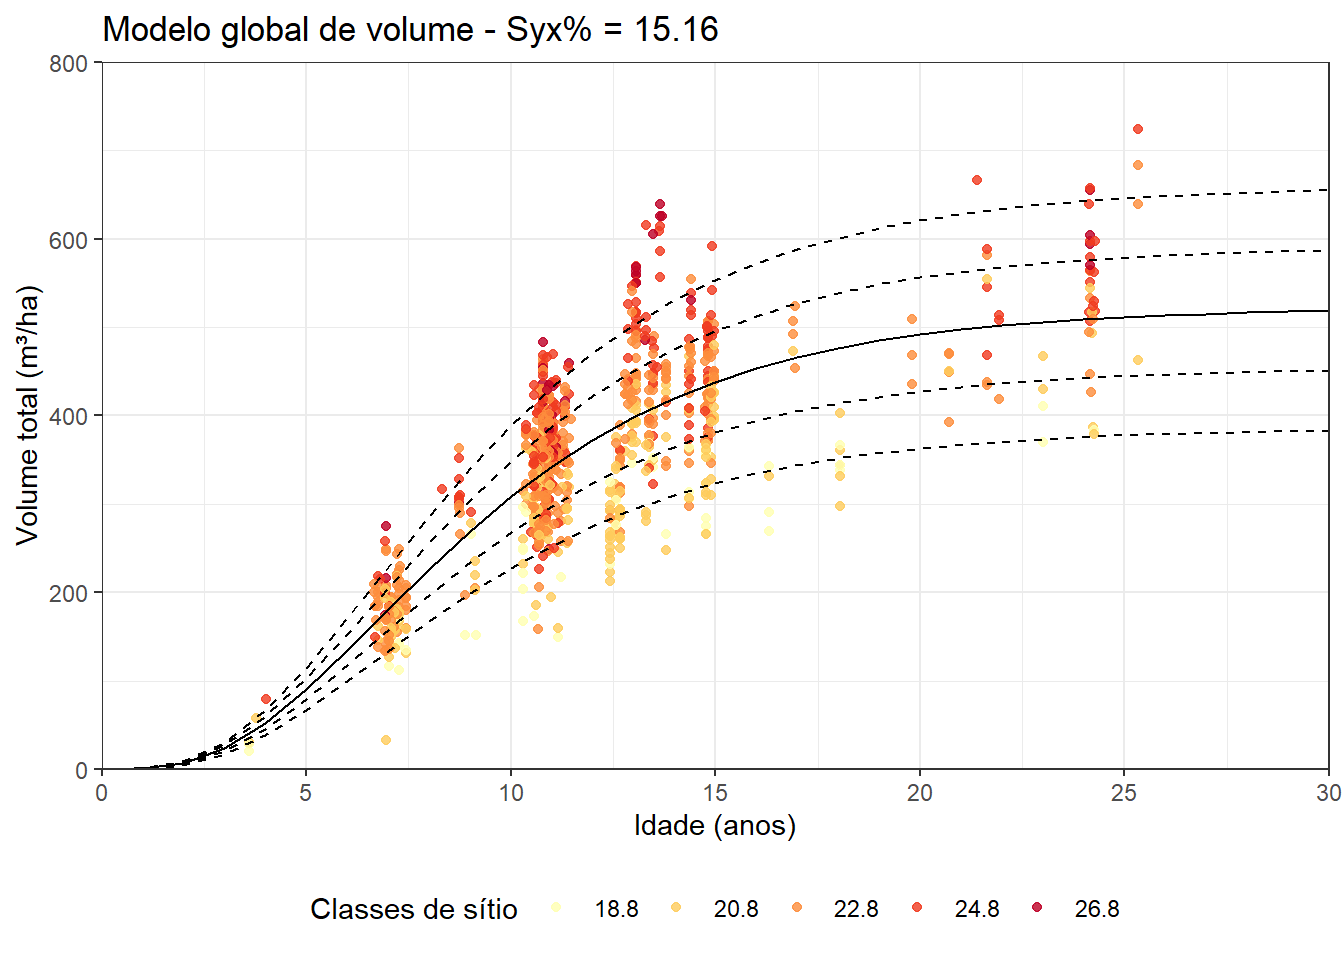 Modelo global de volume - Syx% = 15.16
Volume total (m³/ha)
800
600
400
200
0
0 5 10 15 20 25 30
Idade (anos)
Classes de sítio 18.8 20.8 22.8 24.8 26.8